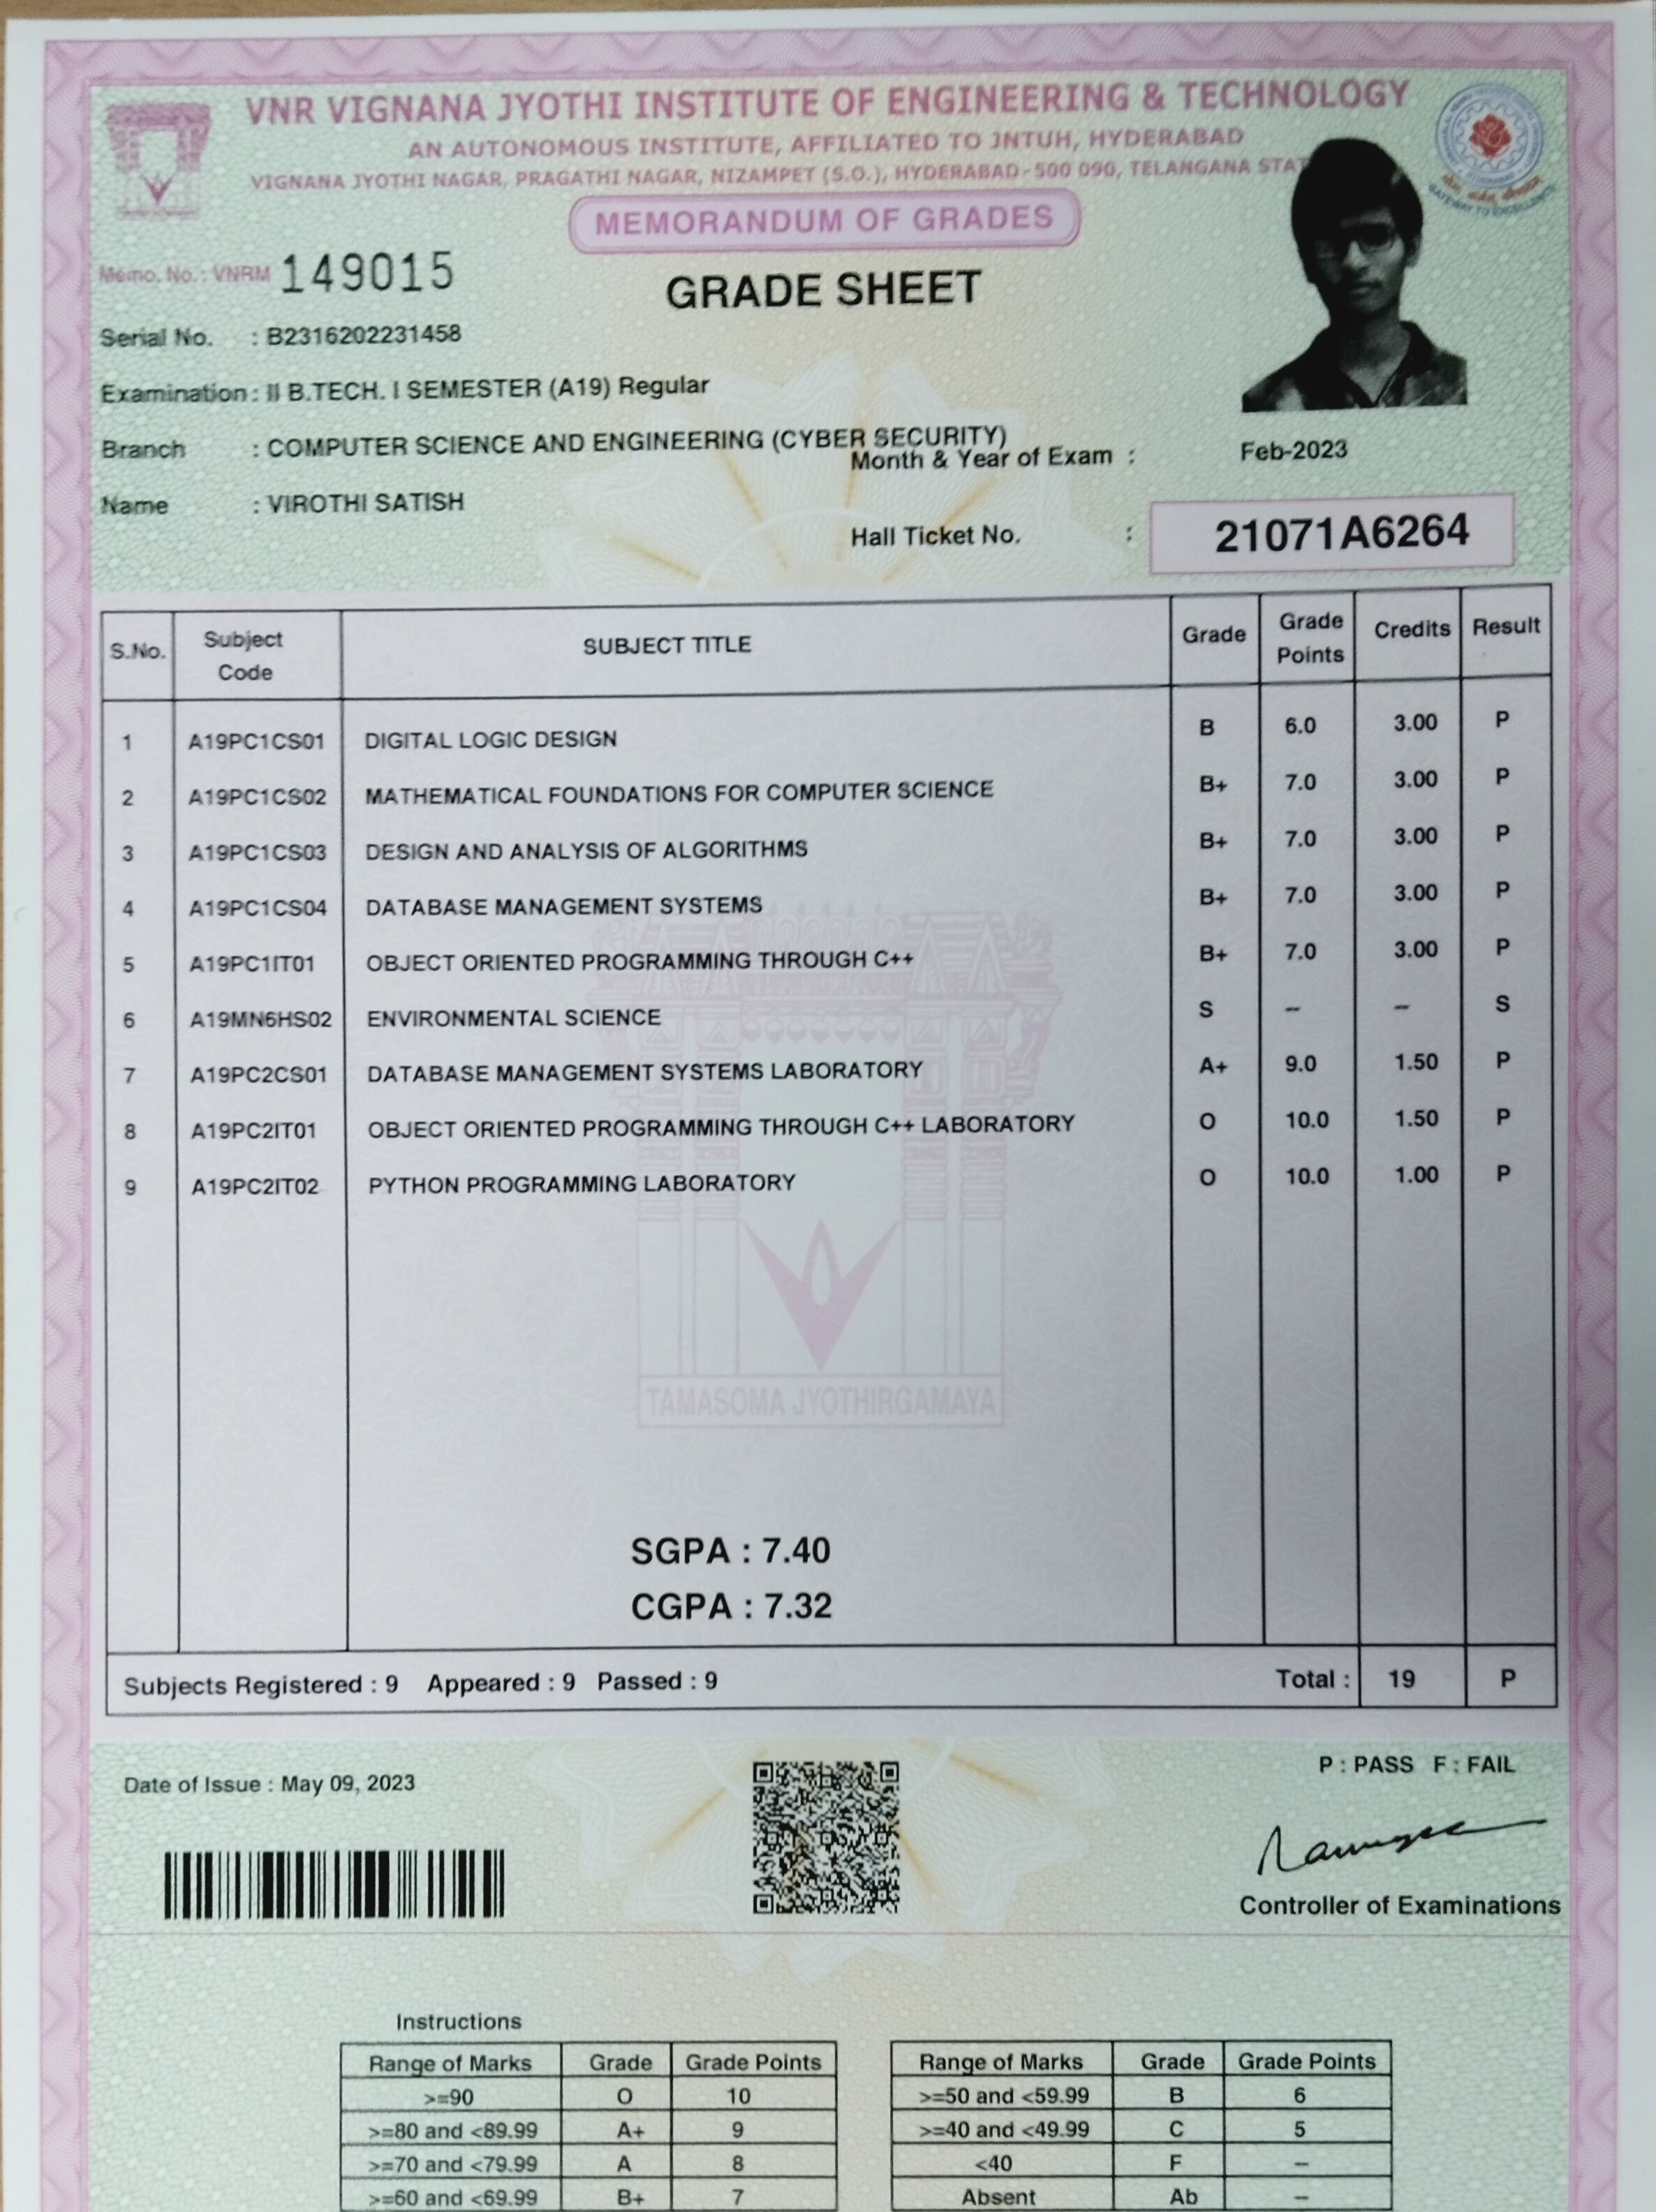 VNR VIGNANA JYOTHI INSTITUTE OF ENGINEERING & TECHNOLOGY
AN AUTONOMOUS INSTITUTE, AFFILIATED TO JNTUH, HYDERABAD
VIGNANA JYOTHI NAGAR, PRAGATHI NAGAR, NIZAMPET (S.O.), HYDERABAD - 500 090, TELANGANA STAT
MEMORANDUM OF GRADES
Memo. No. : VNRM 149015
GRADE SHEET
Serial No. : B2316202231458
Examination : II B.TECH. I SEMESTER (A19) Regular
Branch : COMPUTER SCIENCE AND ENGINEERING (CYBER SECURITY)
Month & Year of Exam : Feb-2023
Name : VIROTHI SATISH
Hall Ticket No. : 21071A6264
S.No. Subject Code SUBJECT TITLE Grade Grade Points Credits Result
1 A19PC1CS01 DIGITAL LOGIC DESIGN B 6.0 3.00 P
2 A19PC1CS02 MATHEMATICAL FOUNDATIONS FOR COMPUTER SCIENCE B+ 7.0 3.00 P
3 A19PC1CS03 DESIGN AND ANALYSIS OF ALGORITHMS B+ 7.0 3.00 P
4 A19PC1CS04 DATABASE MANAGEMENT SYSTEMS B+ 7.0 3.00 P
5 A19PC1IT01 OBJECT ORIENTED PROGRAMMING THROUGH C++ B+ 7.0 3.00 P
6 A19MN6HS02 ENVIRONMENTAL SCIENCE S -- -- S
7 A19PC2CS01 DATABASE MANAGEMENT SYSTEMS LABORATORY A+ 9.0 1.50 P
8 A19PC2IT01 OBJECT ORIENTED PROGRAMMING THROUGH C++ LABORATORY O 10.0 1.50 P
9 A19PC2IT02 PYTHON PROGRAMMING LABORATORY O 10.0 1.00 P
TAMASOMA JYOTHIRGAMAYA
SGPA : 7.40
CGPA : 7.32
Subjects Registered : 9 Appeared : 9 Passed : 9 Total : 19 P
Date of Issue : May 09, 2023
P : PASS F : FAIL
Controller of Examinations
Instructions
Range of Marks Grade Grade Points Range of Marks Grade Grade Points
>=90 O 10 >=50 and <59.99 B 6
>=80 and <89.99 A+ 9 >=40 and <49.99 C 5
>=70 and <79.99 A 8 <40 F --
>=60 and <69.99 B+ 7 Absent Ab --